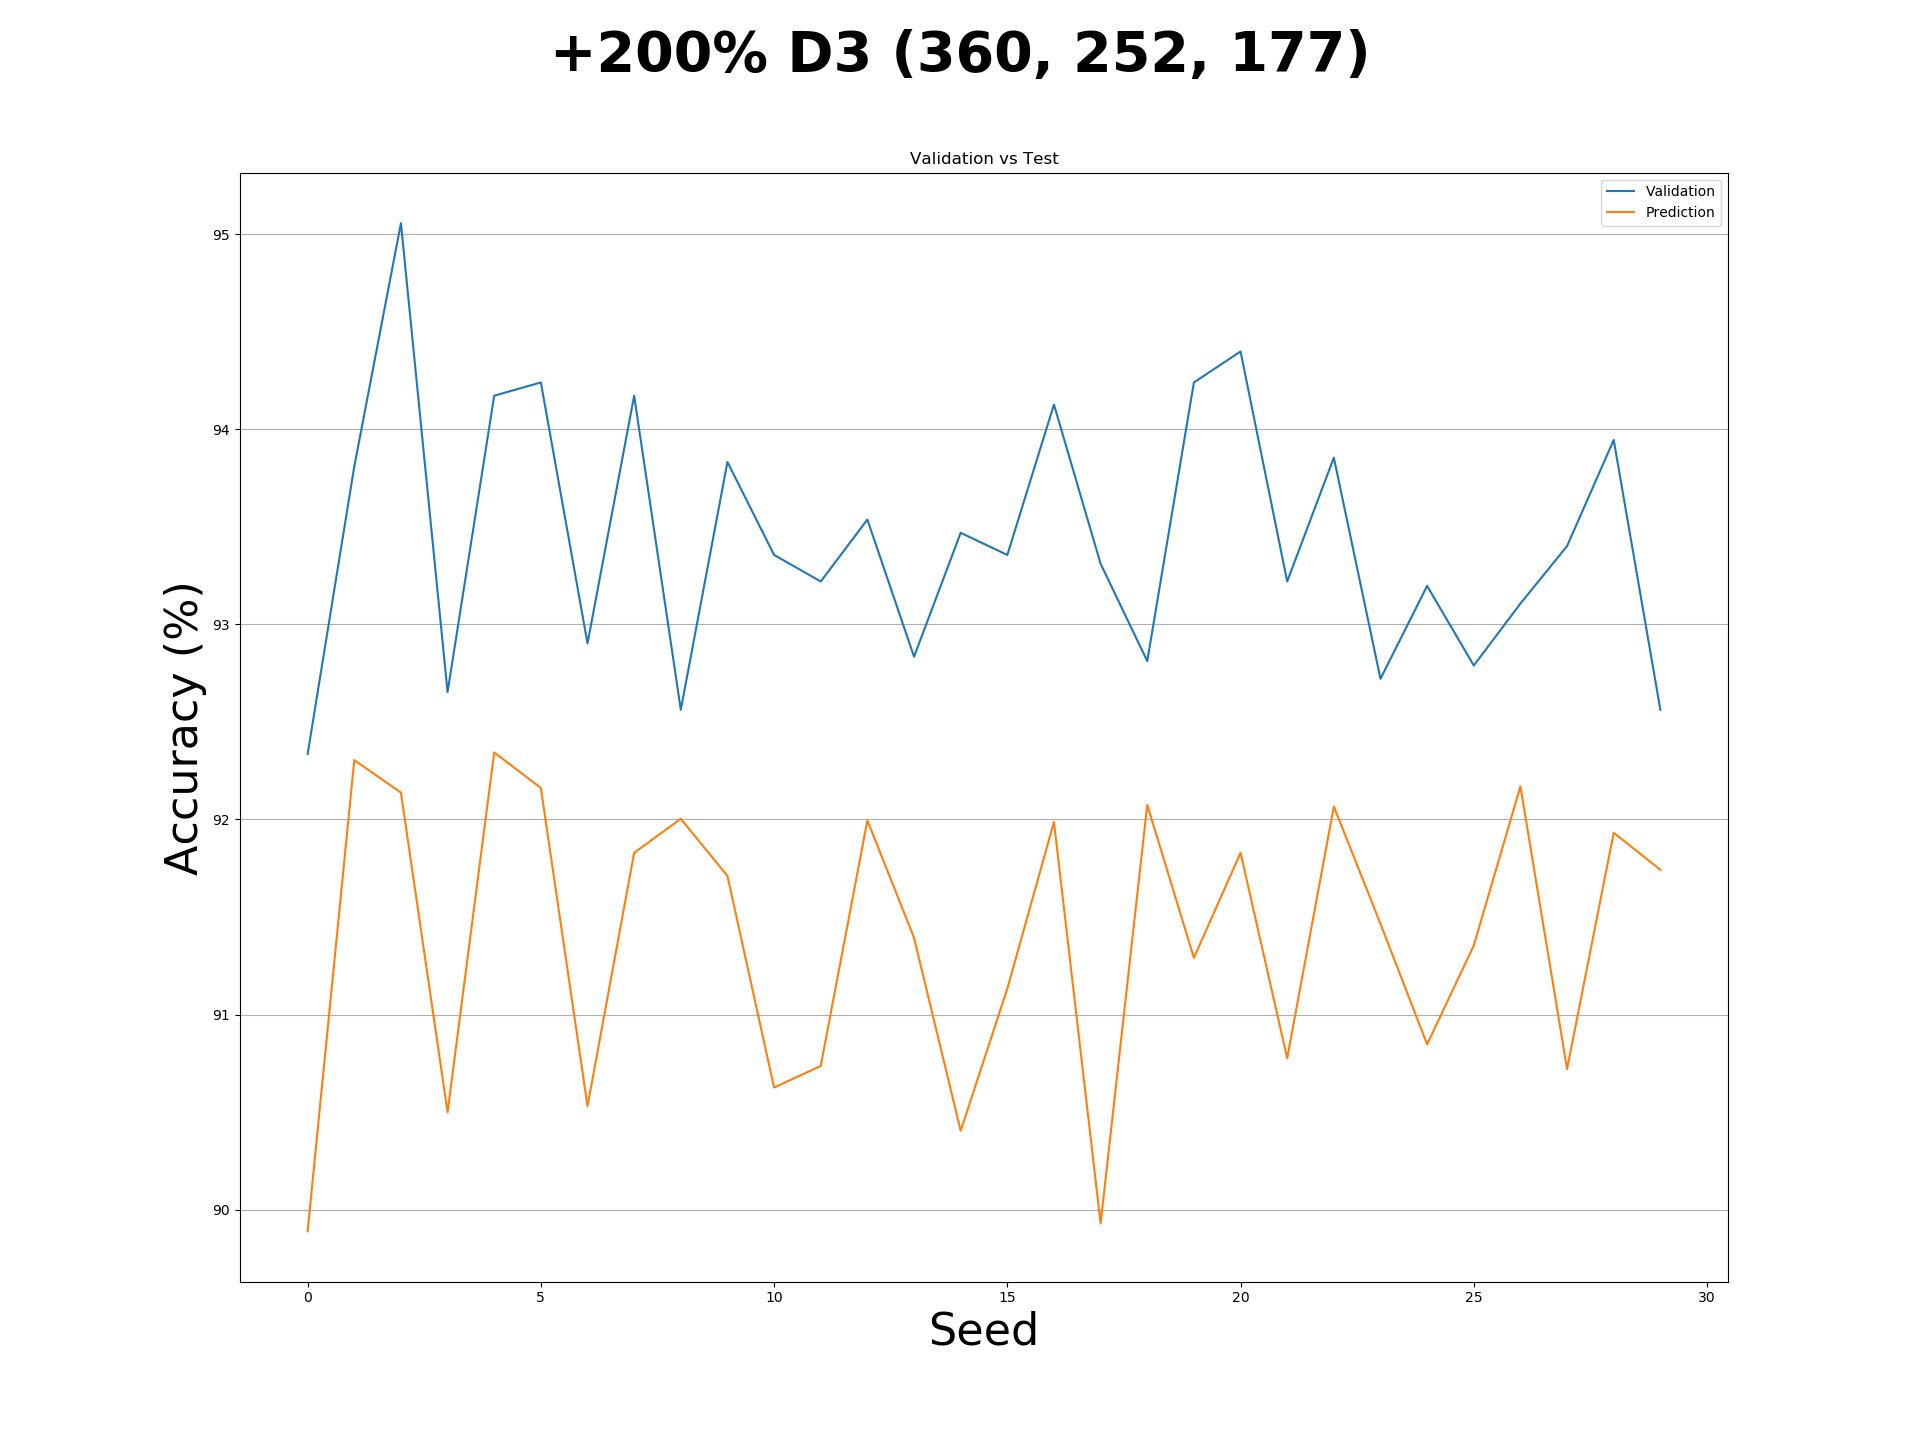 +200% D3 (360, 252, 177)
Validation vs Test
Validation
Prediction
95
94
93
92
91
90
Accuracy (%)
0 5 10 15 20 25 30
Seed